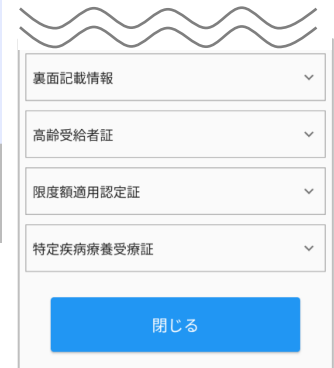 裏面記載情報
高齢受給者証
限度額適用認定証
特定疾病療養受療証
閉じる